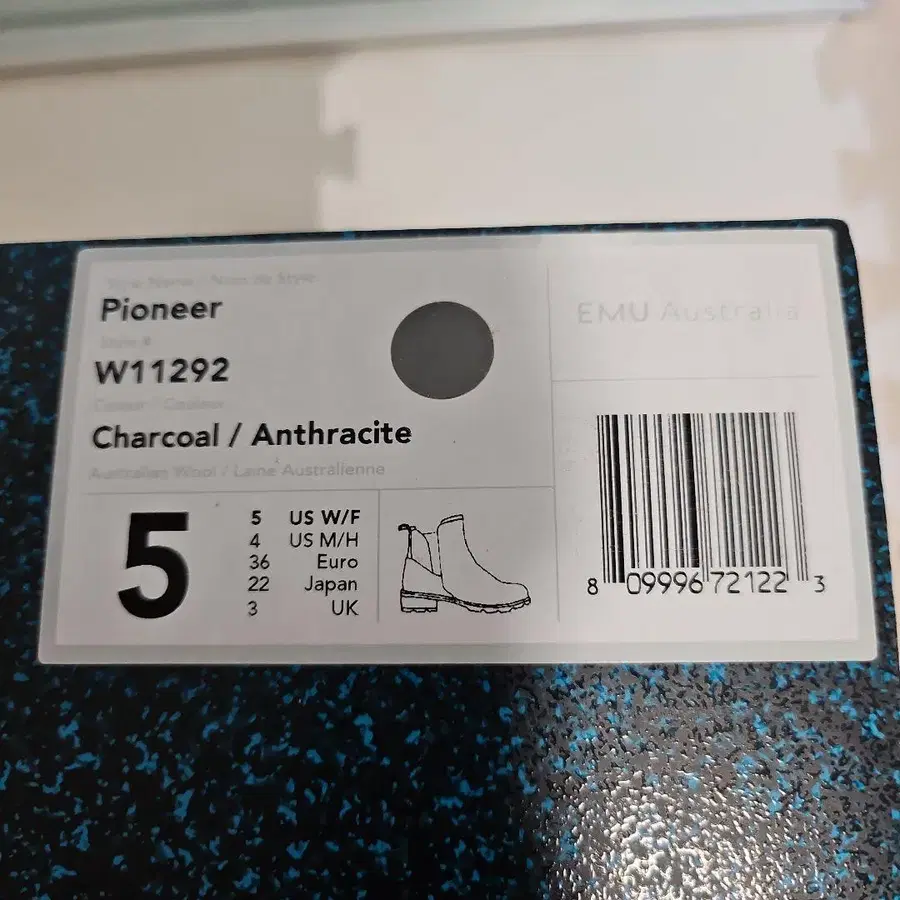 Style Name / Nom de Style
Pioneer
Style #
W11292
Colour / Couleur
Charcoal / Anthracite
Australian Wool / Laine Australienne
5
5 US W/F
4 US M/H
36 Euro
22 Japan
3 UK
EMU Australia
8 09996 72122 3